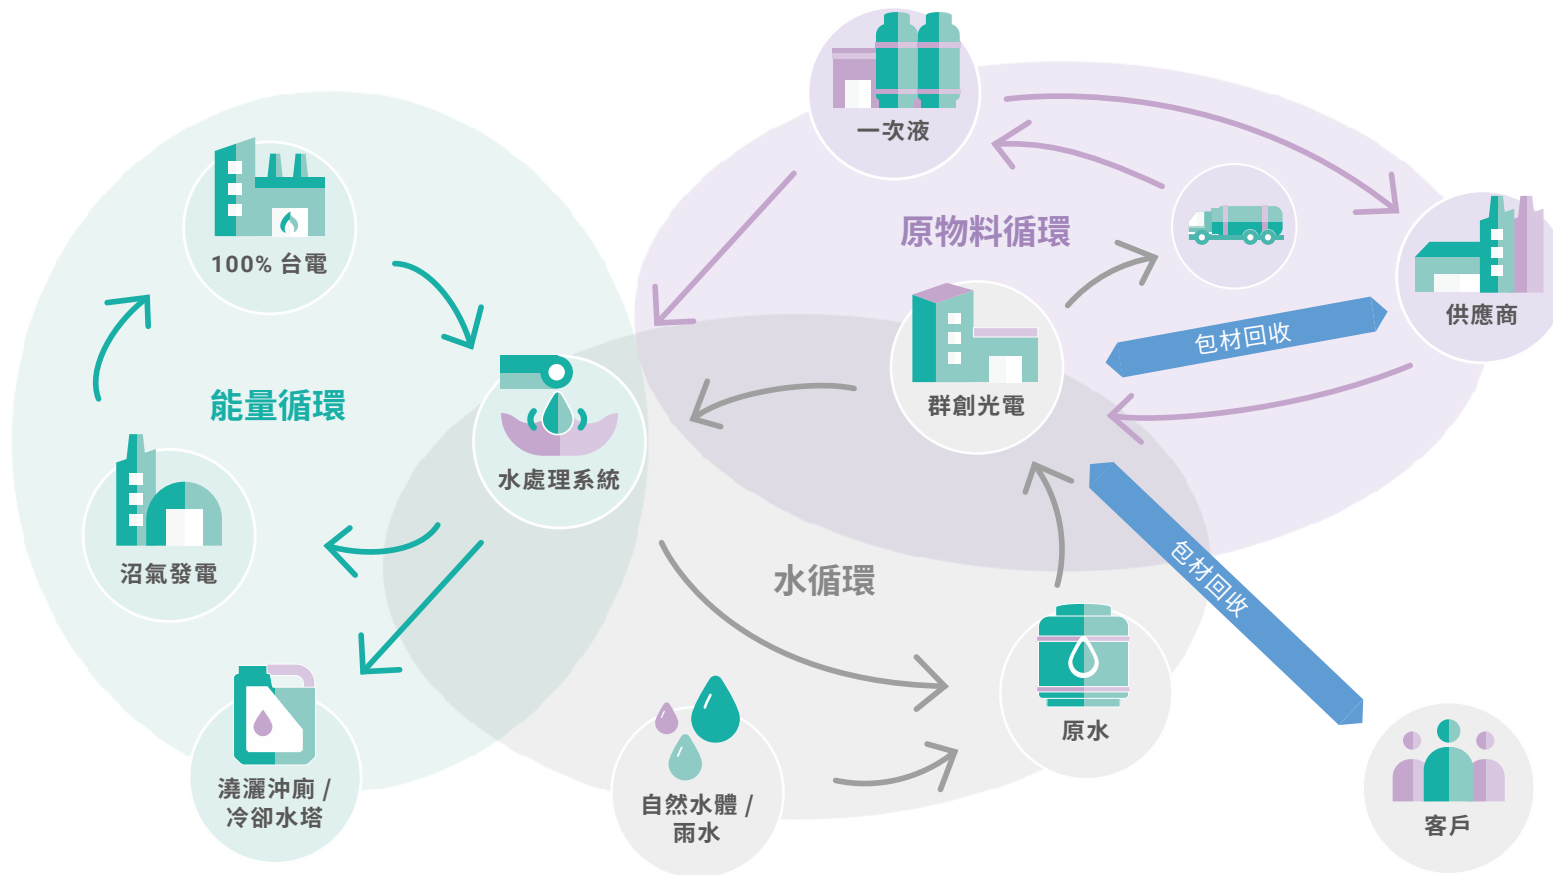 一次液
原物料循環
100% 台電
供應商
包材回收
能量循環
群創光電
水處理系統
沼氣發電
水循環
包材回收
原水
澆灑沖廁 /
冷卻水塔
自然水體 /
雨水
客戶